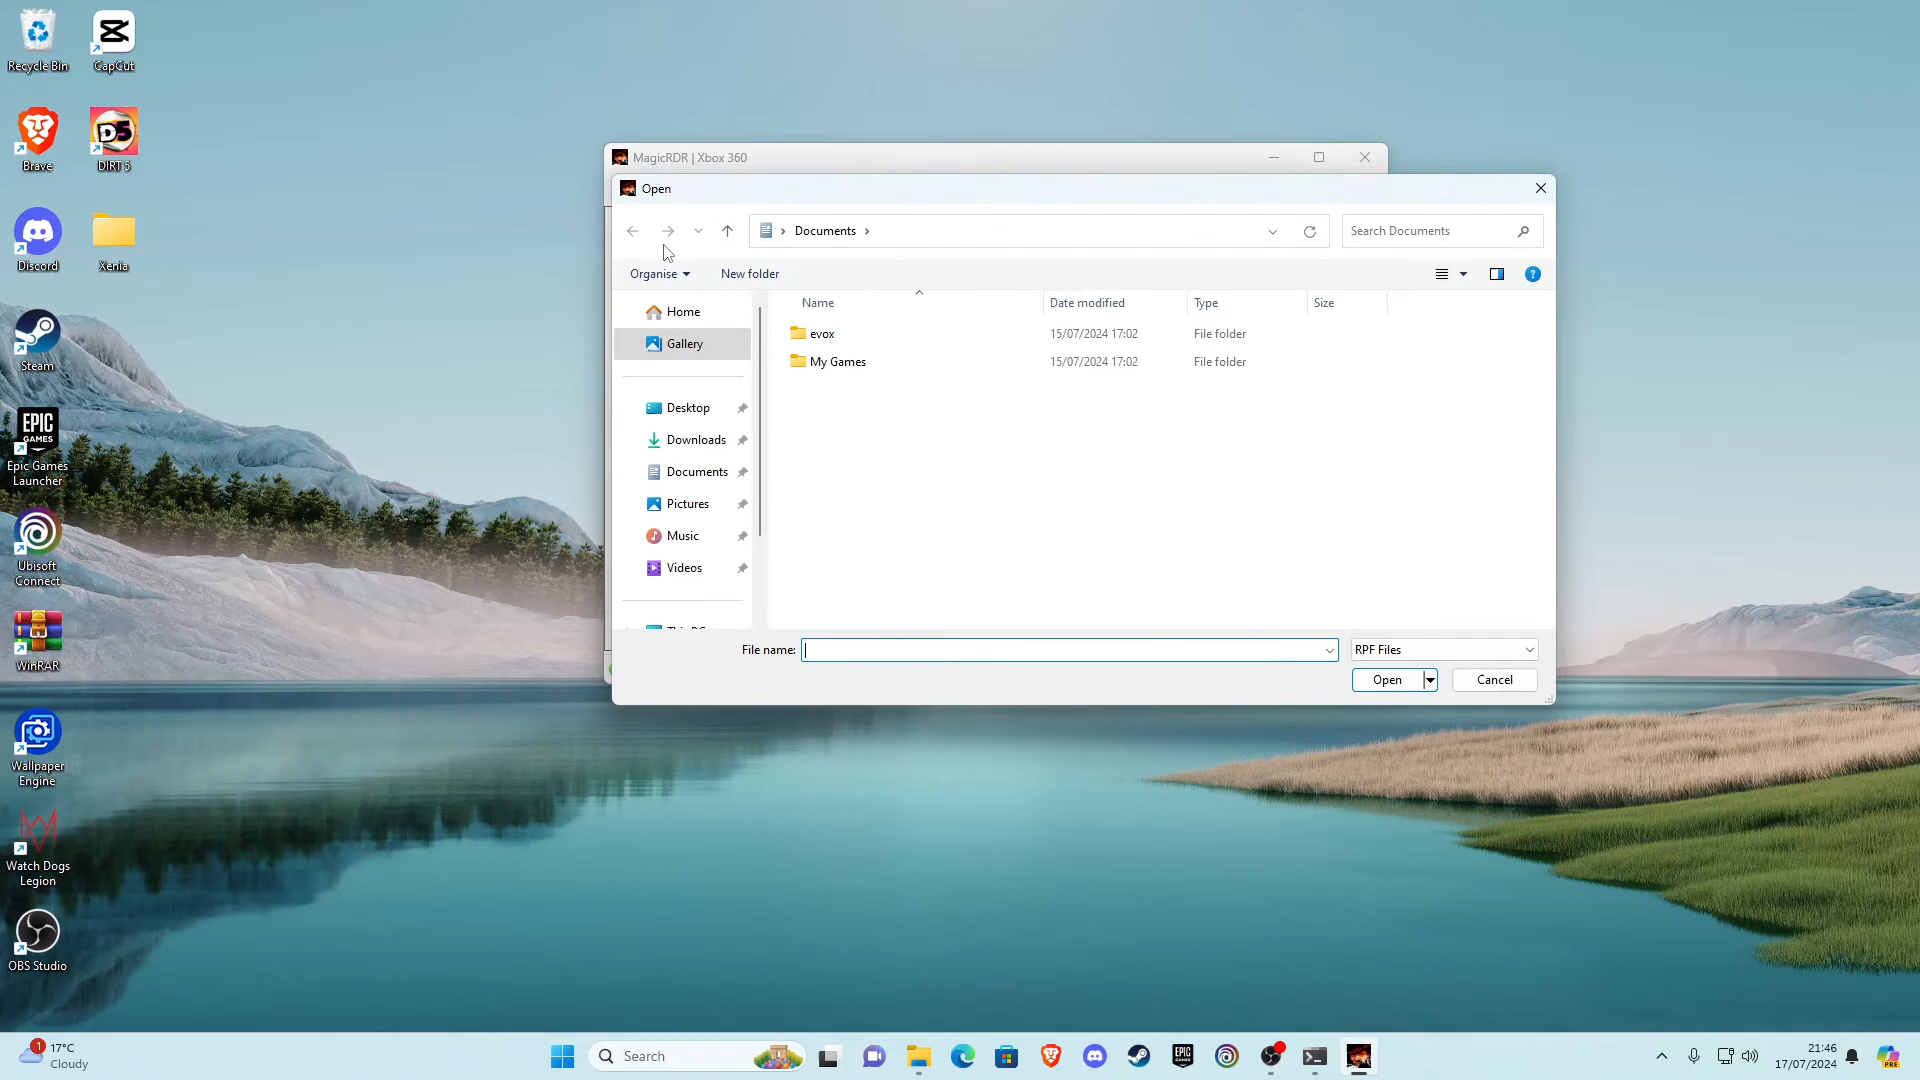 Recycle Bin
CapCut
Brave
DIRT 5
Discord
Xenia
Steam
EPIC
GAMES
Epic Games
Launcher
Ubisoft
Connect
WinRAR
Wallpaper
Engine
Watch Dogs
Legion
OBS Studio
MagicRDR | Xbox 360
Open
Documents
Search Documents
Organise
New folder
Home
Gallery
Desktop
Downloads
Documents
Pictures
Music
Videos
Name
Date modified
Type
Size
evox
15/07/2024 17:02
File folder
My Games
15/07/2024 17:02
File folder
File name:
RPF Files
Open
Cancel
1
17°C
Cloudy
Search
21:46
17/07/2024
PRE